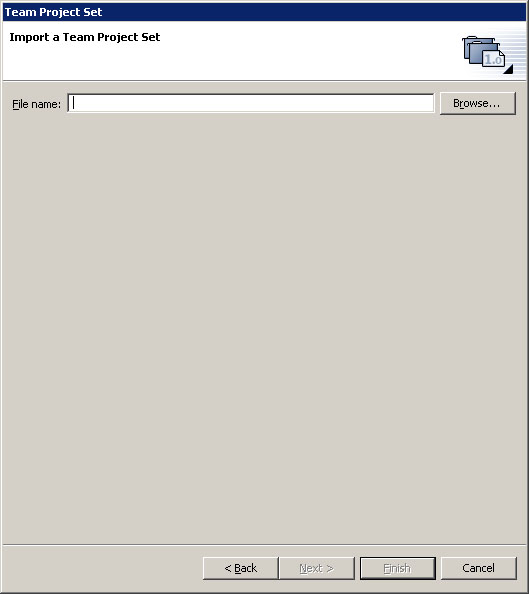 Team Project Set
Import a Team Project Set
1.0
File name:
Browse...
< Back
Next >
Finish
Cancel